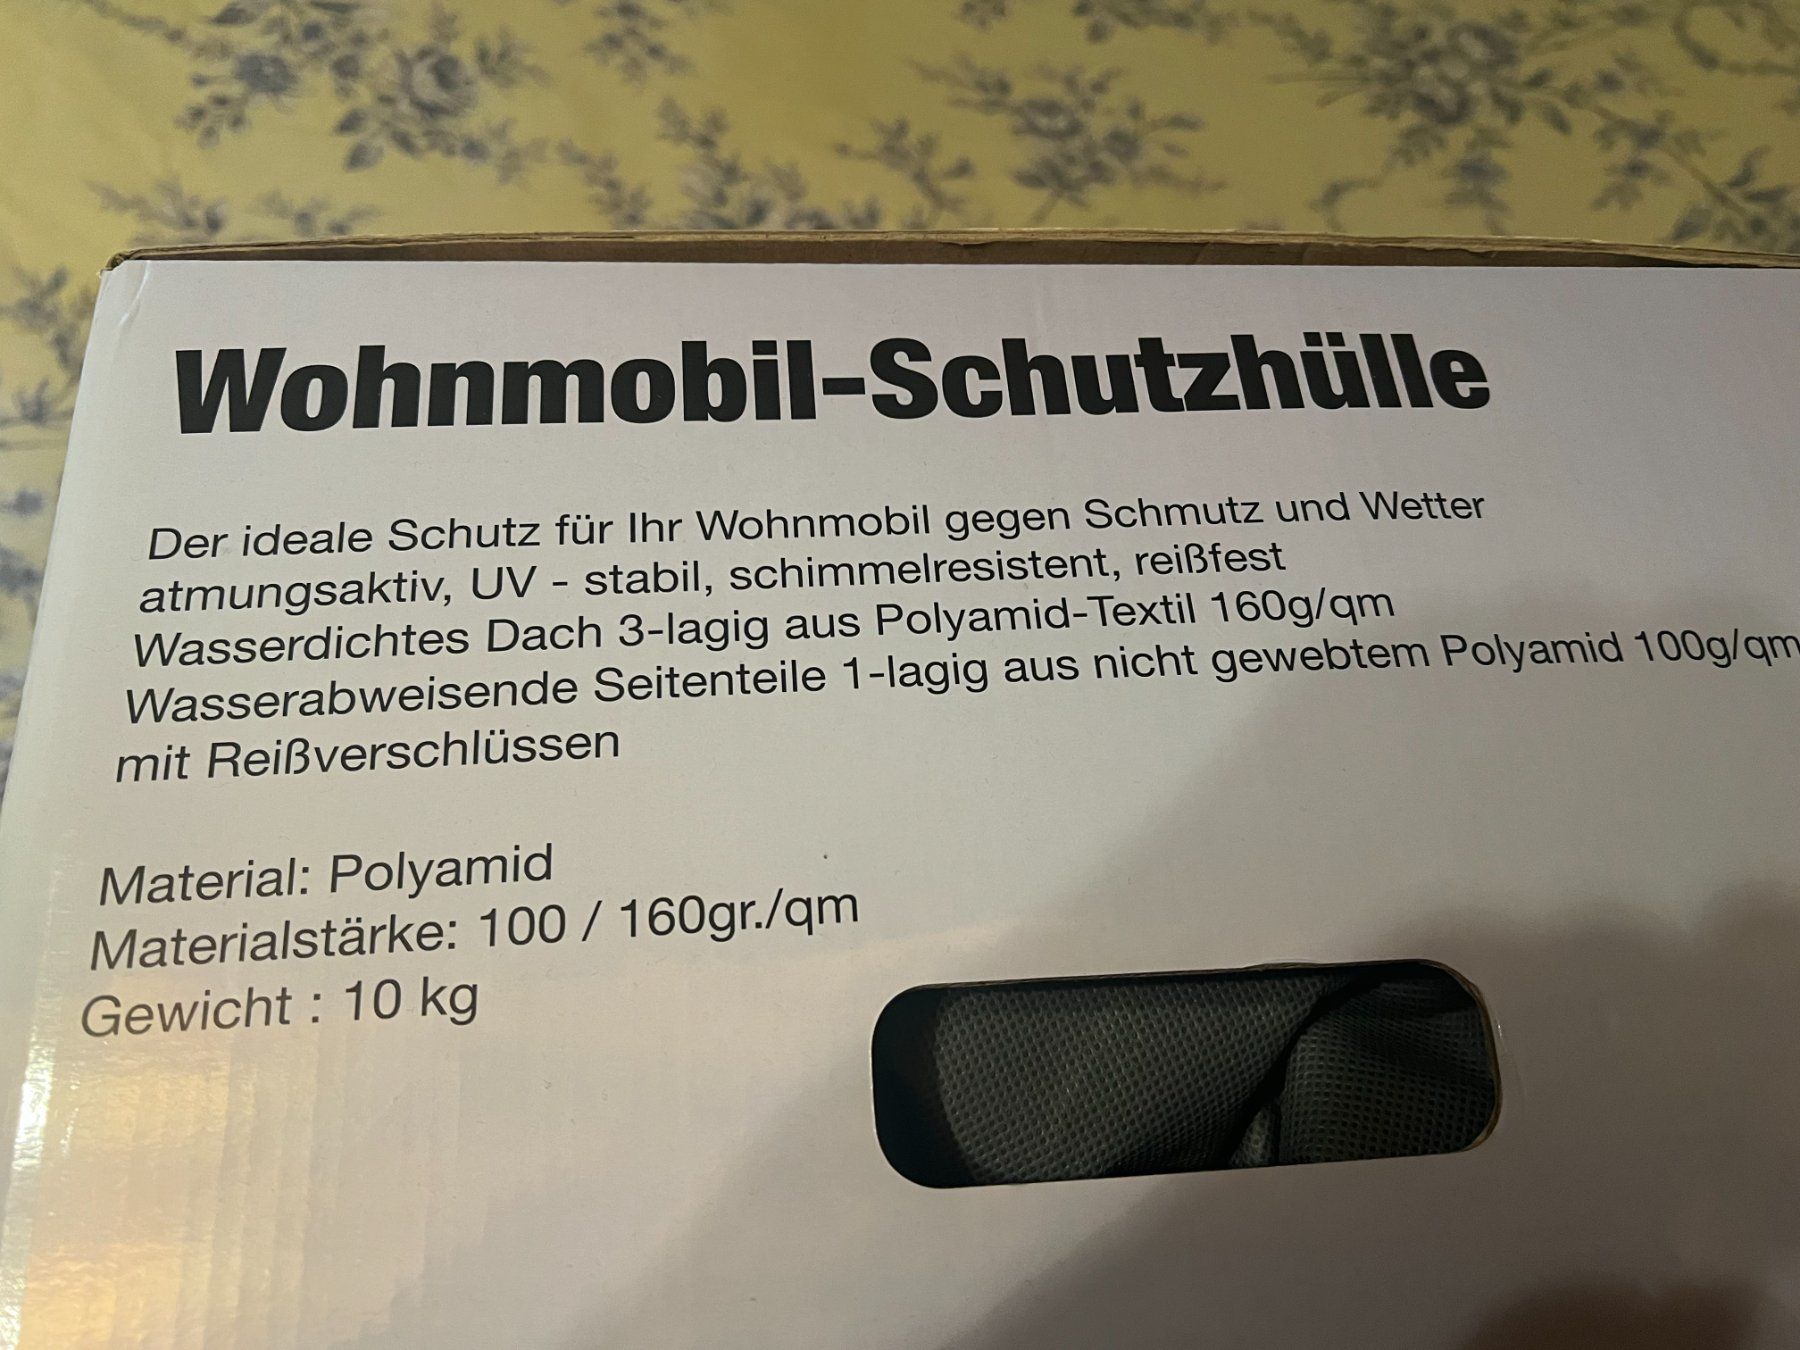 Wohnmobil-Schutzhülle
Der ideale Schutz für Ihr Wohnmobil gegen Schmutz und Wetter
atmungsaktiv, UV - stabil, schimmelresistent, reißfest
Wasserdichtes Dach 3-lagig aus Polyamid-Textil 160g/qm
Wasserabweisende Seitenteile 1-lagig aus nicht gewebtem Polyamid 100g/qm
mit Reißverschlüssen
Material: Polyamid
Materialstärke: 100 / 160gr./qm
Gewicht : 10 kg